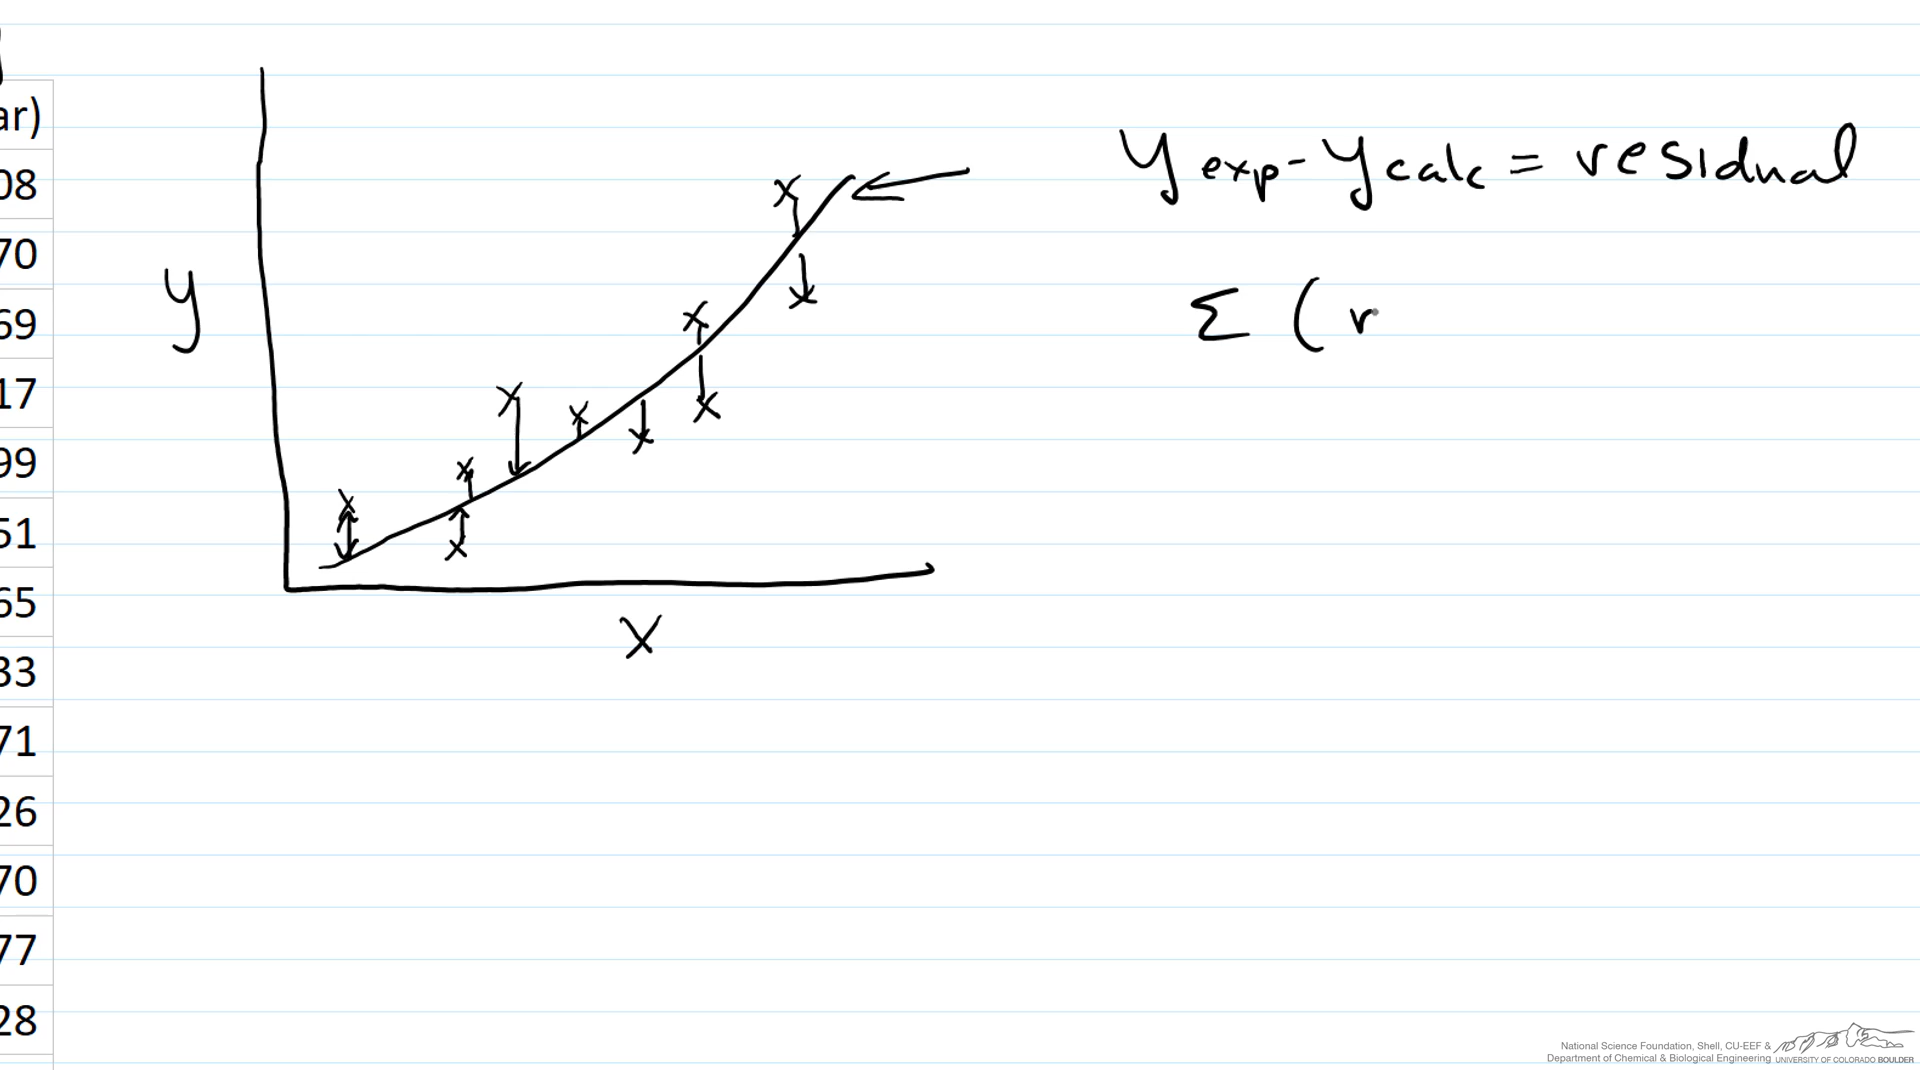 ar)
08
70
69
17
99
51
65
33
71
26
70
77
28
y
x
y exp - y calc = residual
Σ ( r
National Science Foundation, Shell, CU-EEF &
Department of Chemical & Biological Engineering
UNIVERSITY OF COLORADO BOULDER